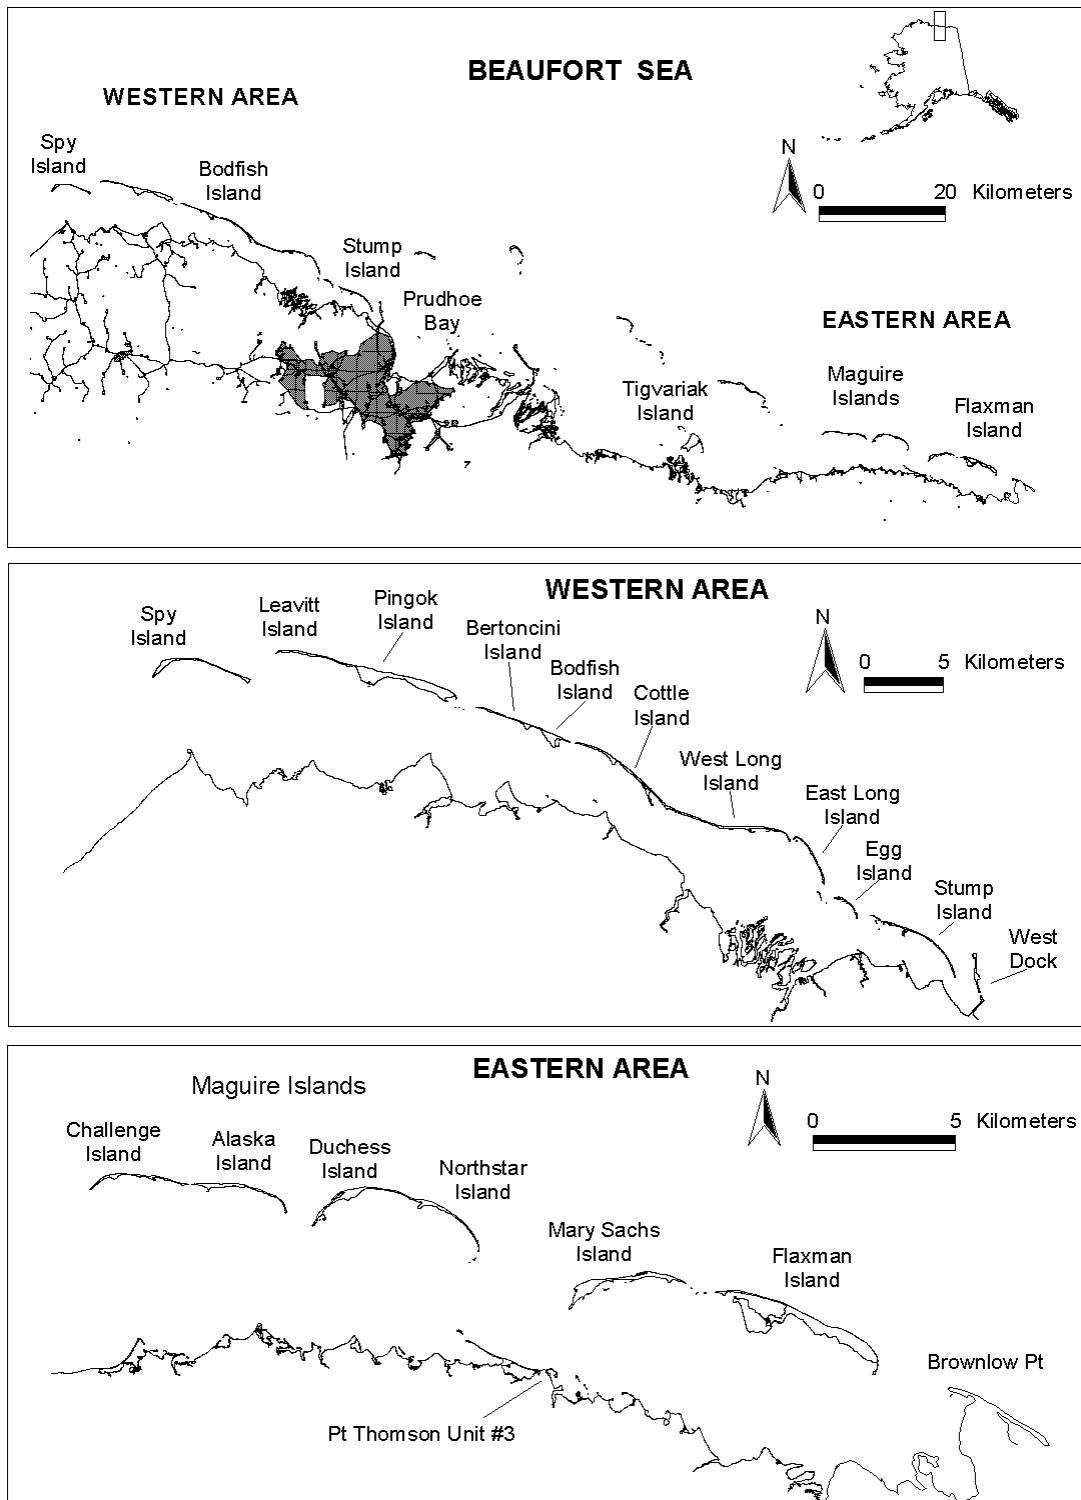 BEAUFORT SEA
WESTERN AREA
Spy
Island
Bodfish
Island
N
0 20 Kilometers
Stump
Island
Prudhoe
Bay
EASTERN AREA
Maguire
Islands
Tigvariak
Island
Flaxman
Island
WESTERN AREA
Spy
Island
Leavitt
Island
Pingok
Island
Bertoncini
Island
Bodfish
Island
Cottle
Island
N
0 5 Kilometers
West Long
Island
East Long
Island
Egg
Island
Stump
Island
West
Dock
EASTERN AREA
Maguire Islands
N
0 5 Kilometers
Challenge
Island
Alaska
Island
Duchess
Island
Northstar
Island
Mary Sachs
Island
Flaxman
Island
Brownlow Pt
Pt Thomson Unit #3